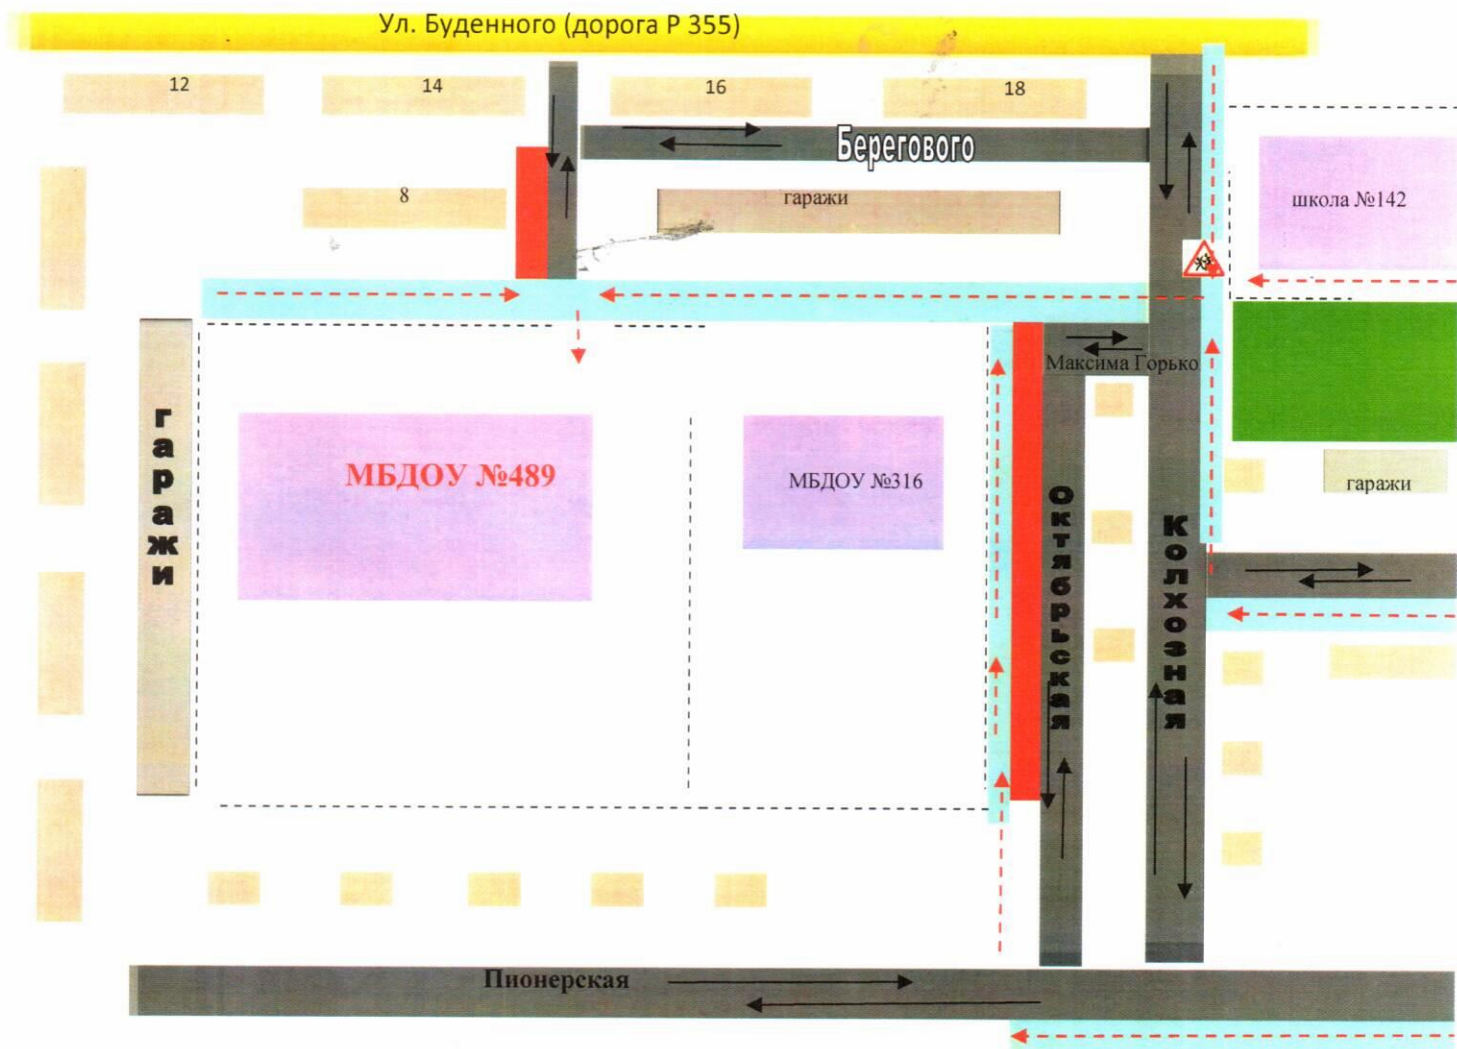 Ул. Буденного (дорога Р 355)
12
14
16
18
Берегового
8
гаражи
школа №142
Максима Горько
гаражи
МБДОУ №489
МБДОУ №316
гаражи
Октябрьская
Колхозная
Пионерская